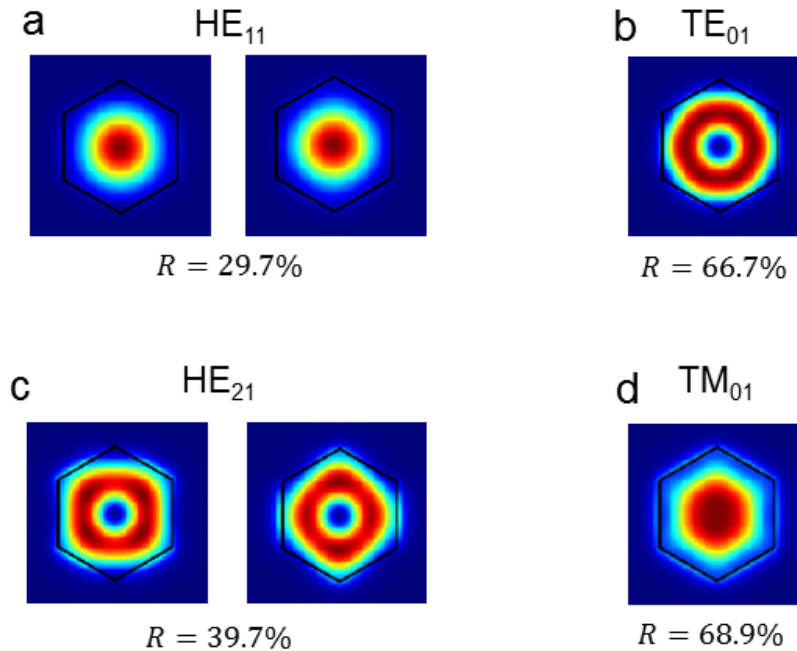 a HE₁₁
b TE₀₁
R = 29.7%
R = 66.7%
c HE₂₁
d TM₀₁
R = 39.7%
R = 68.9%